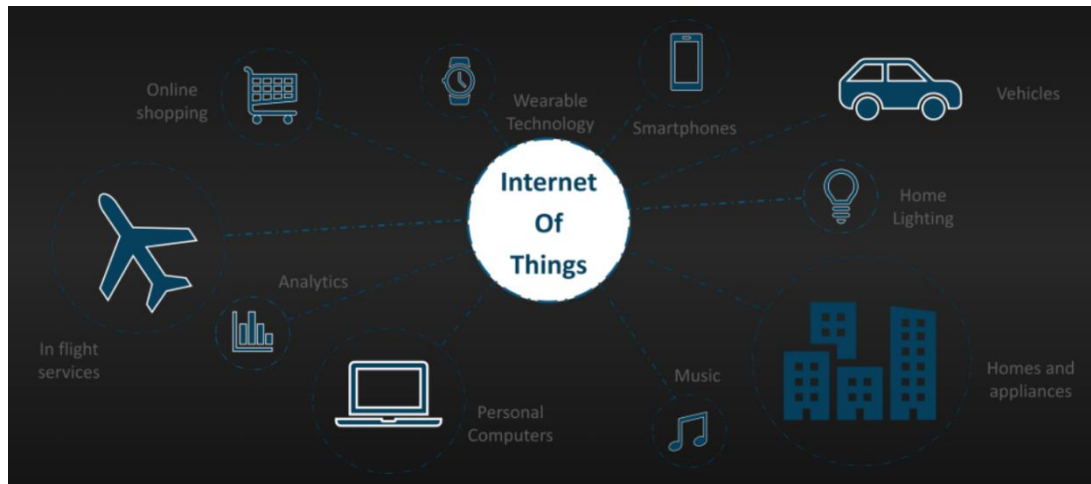 Online
shopping
Wearable
Technology
Smartphones
Vehicles
Internet
Of
Things
Home
Lighting
Analytics
In flight
services
Personal
Computers
Music
Homes and
appliances